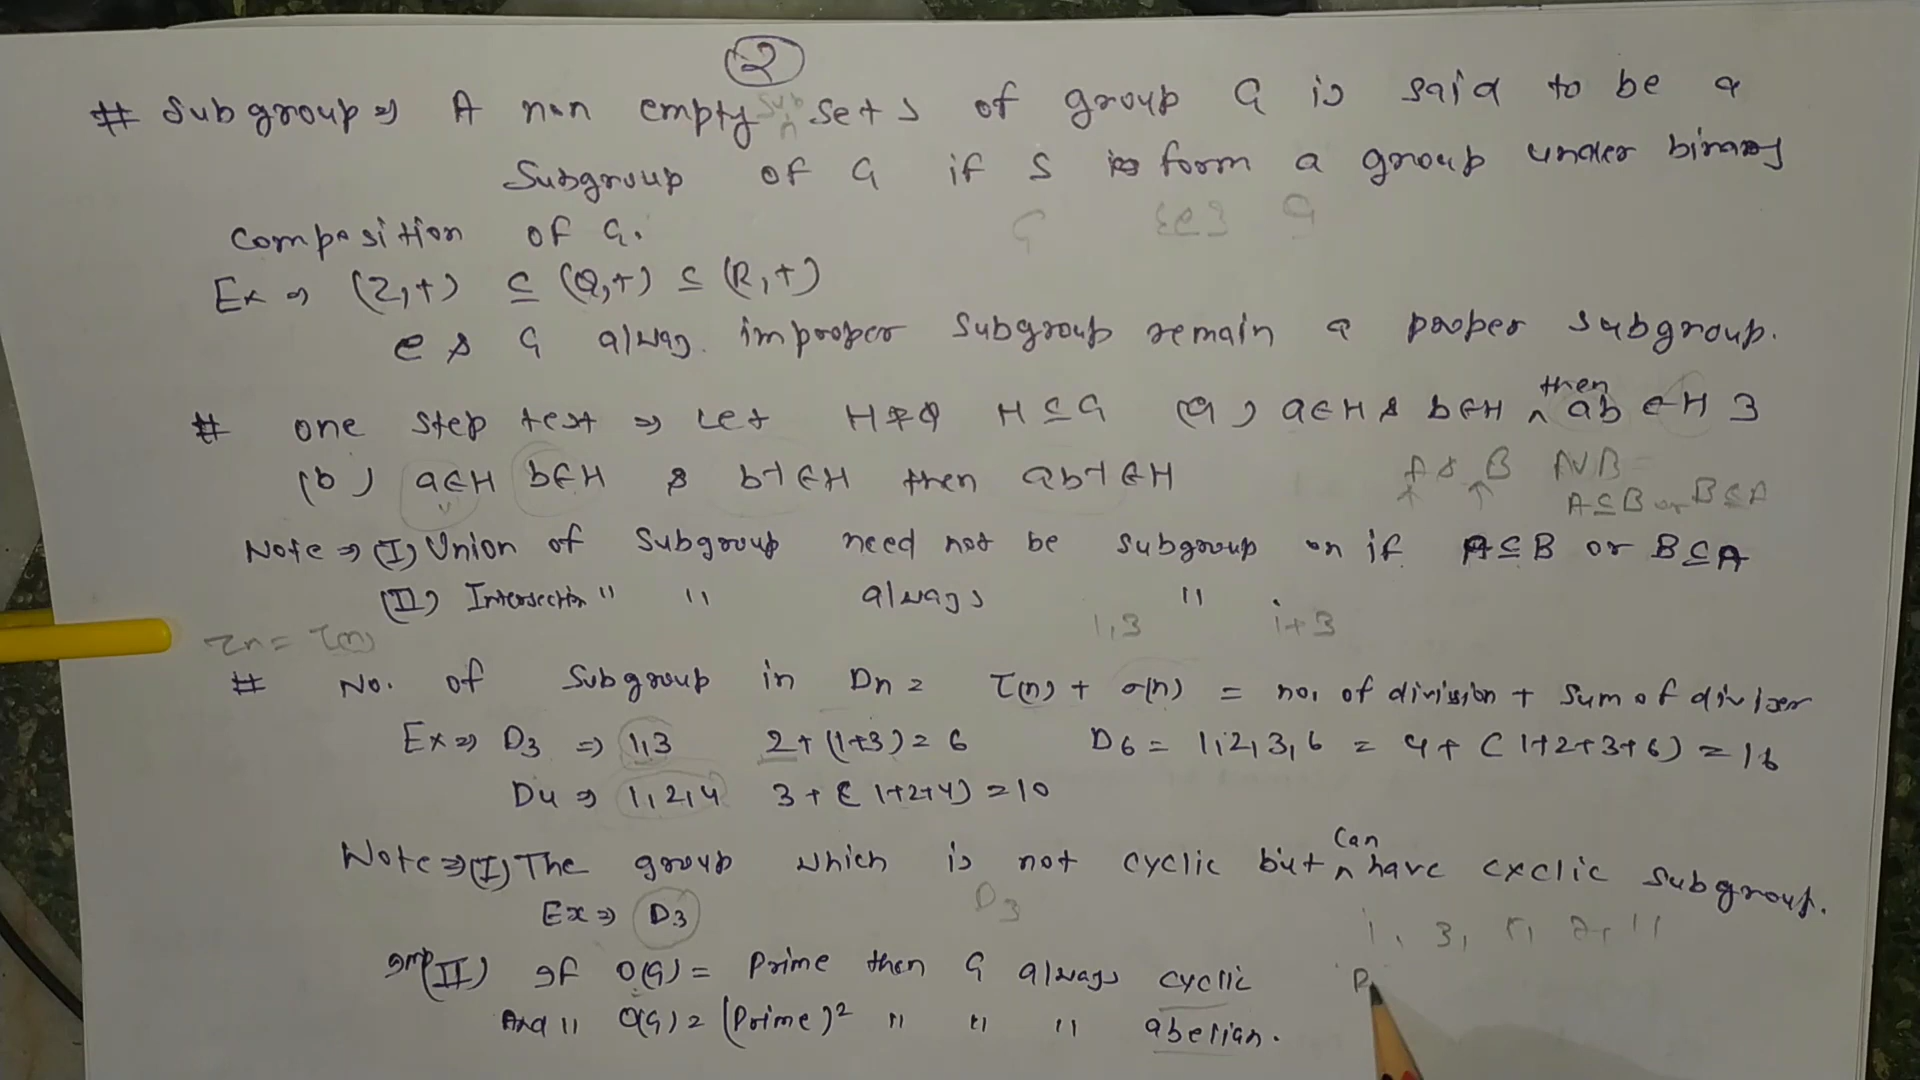 2
# Subgroup ⇒ A non empty sub set S of group G is said to be a
Subgroup of G if S form a group under binary
composition of G.
G {e} G
Ex ⇒ (Z,+) ⊆ (Q,+) ⊆ (R,+)
e & G alway. improper subgroup remain a proper subgroup.
# one step test ⇒ Let H≠φ H⊆G (a) a∈H & b∈H then ab ∈H
(b) a∈H b∈H & b⁻¹∈H then ab⁻¹∈H
A & B A∪B
A⊆B or B⊆A
Note ⇒ (I) Union of subgroup need not be subgroup on if A⊆B or B⊆A
(II) Intersection " " always "
1,3 1+3
Zn = τ(n)
# No. of Subgroup in Dn = τ(n) + σ(n) = no. of division + sum of divizer
Ex ⇒ D3 ⇒ 1,3 2+(1+3) = 6 D6 = 1,2,3,6 = 4+(1+2+3+6) = 16
D4 ⇒ 1,2,4 3+(1+2+4) = 10
Note ⇒ (I) The group which is not cyclic but can have cyclic subgroup.
Ex ⇒ D3 D3
1, 3,
Imp (II) If O(G) = Prime then G always cyclic P
And " O(G) = (Prime)² " " " abelian.